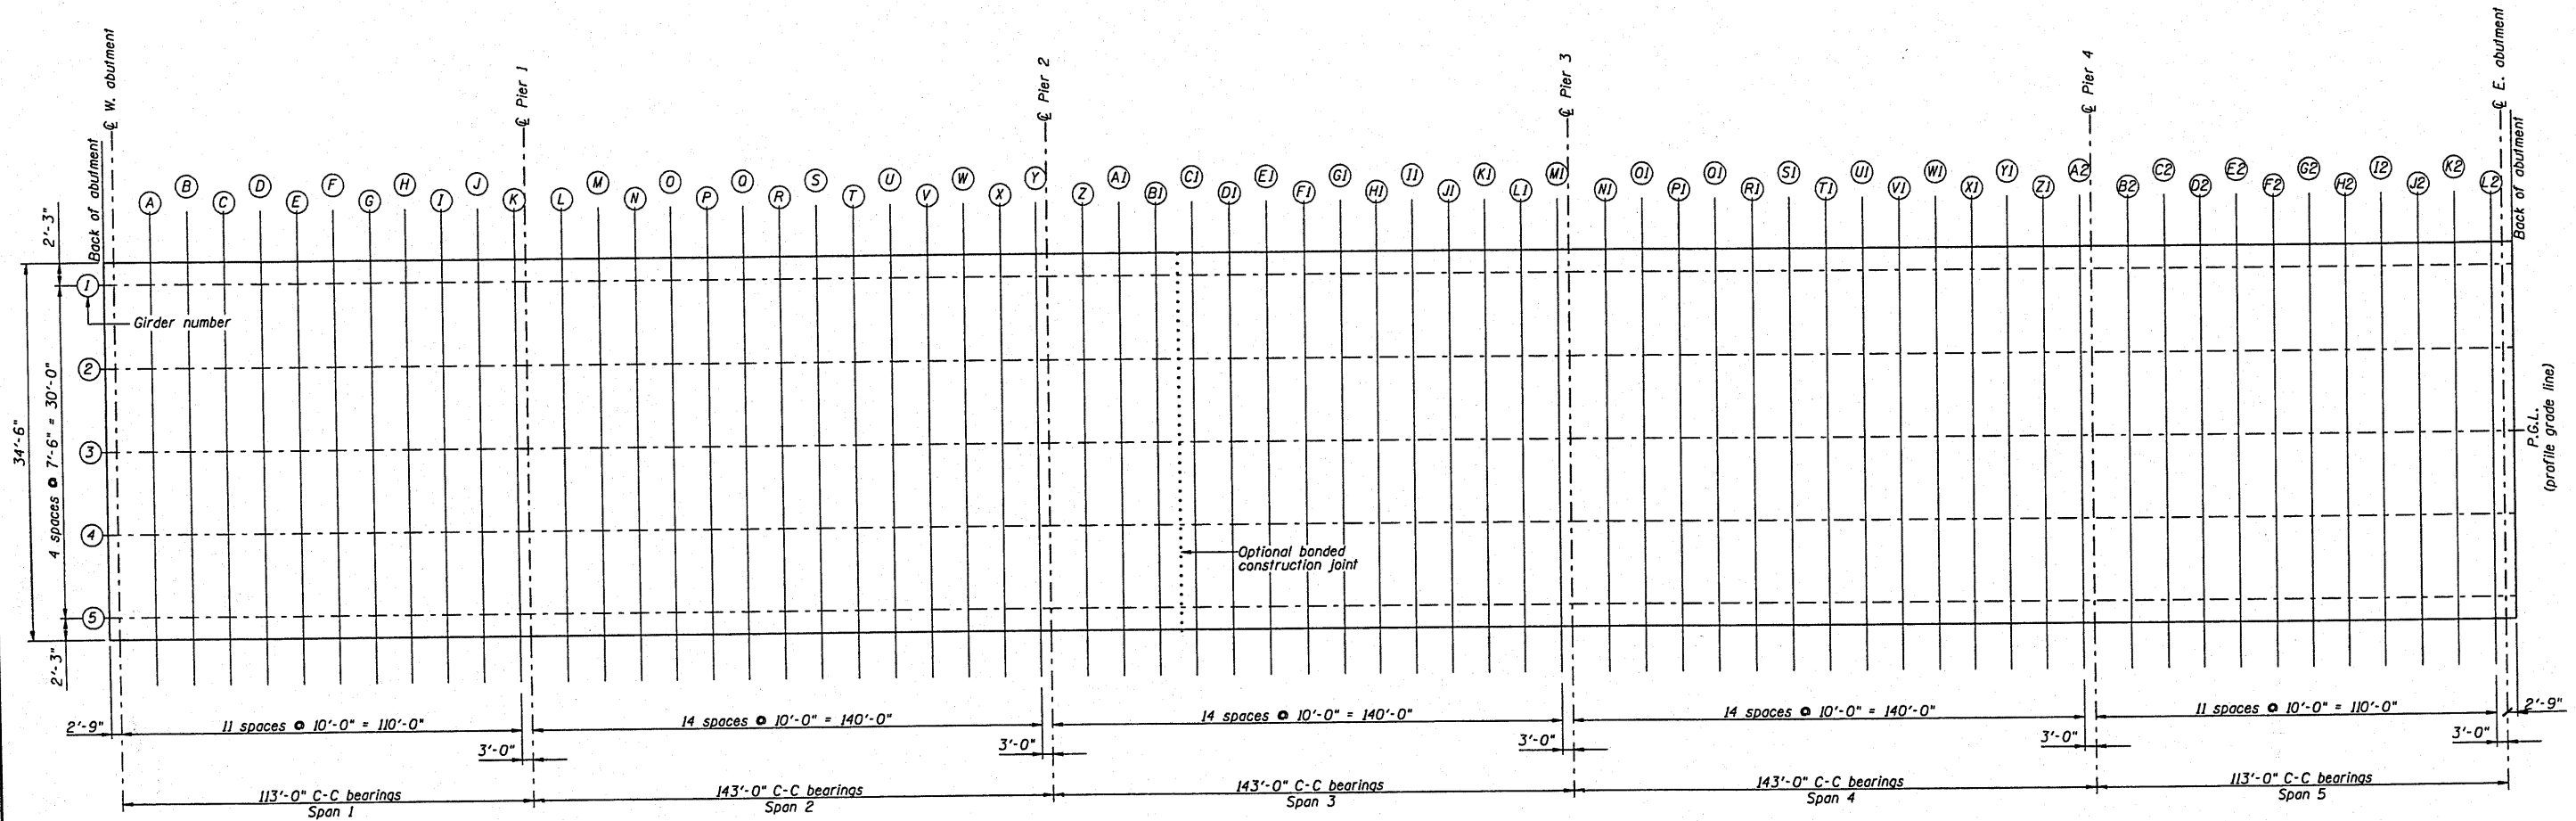 ℄ W. abutment
℄ Pier 1
℄ Pier 2
℄ Pier 3
℄ Pier 4
℄ E. abutment
Back of abutment
Back of abutment
A B C D E F G H I J K L M N O P Q R S T U V W X Y Z A1 B1 C1 D1 E1 F1 G1 H1 I1 J1 K1 L1 M1 N1 O1 P1 Q1 R1 S1 T1 U1 V1 W1 X1 Y1 Z1 A2 B2 C2 D2 E2 F2 G2 H2 I2 J2 K2 L2
2'-3"
34'-6"
4 spaces @ 7'-6" = 30'-0"
2'-3"
1
2
3
4
5
Girder number
Optional bonded
construction joint
P.G.L.
(profile grade line)
2'-9"
11 spaces @ 10'-0" = 110'-0"
14 spaces @ 10'-0" = 140'-0"
14 spaces @ 10'-0" = 140'-0"
14 spaces @ 10'-0" = 140'-0"
11 spaces @ 10'-0" = 110'-0"
2'-9"
3'-0"
3'-0"
3'-0"
3'-0"
3'-0"
113'-0" C-C bearings
Span 1
143'-0" C-C bearings
Span 2
143'-0" C-C bearings
Span 3
143'-0" C-C bearings
Span 4
113'-0" C-C bearings
Span 5